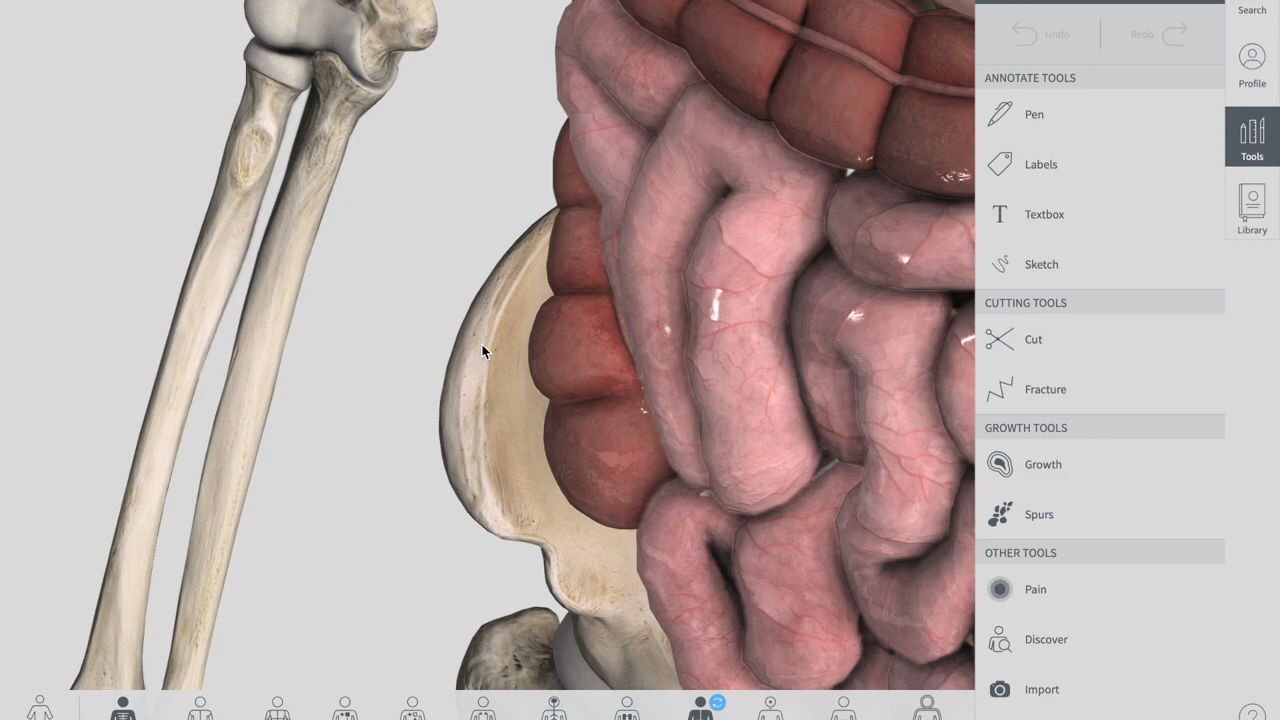 Search
Undo
Redo
ANNOTATE TOOLS
Profile
Pen
Tools
Labels
Textbox
Library
Sketch
CUTTING TOOLS
Cut
Fracture
GROWTH TOOLS
Growth
Spurs
OTHER TOOLS
Pain
Discover
Import